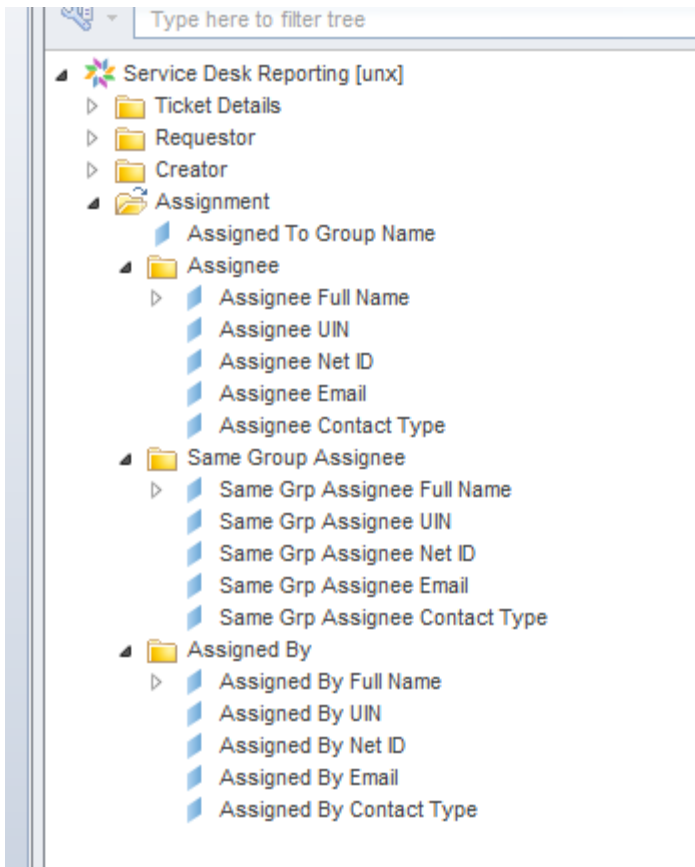 Type here to filter tree
Service Desk Reporting [unx]
Ticket Details
Requestor
Creator
Assignment
Assigned To Group Name
Assignee
Assignee Full Name
Assignee UIN
Assignee Net ID
Assignee Email
Assignee Contact Type
Same Group Assignee
Same Grp Assignee Full Name
Same Grp Assignee UIN
Same Grp Assignee Net ID
Same Grp Assignee Email
Same Grp Assignee Contact Type
Assigned By
Assigned By Full Name
Assigned By UIN
Assigned By Net ID
Assigned By Email
Assigned By Contact Type